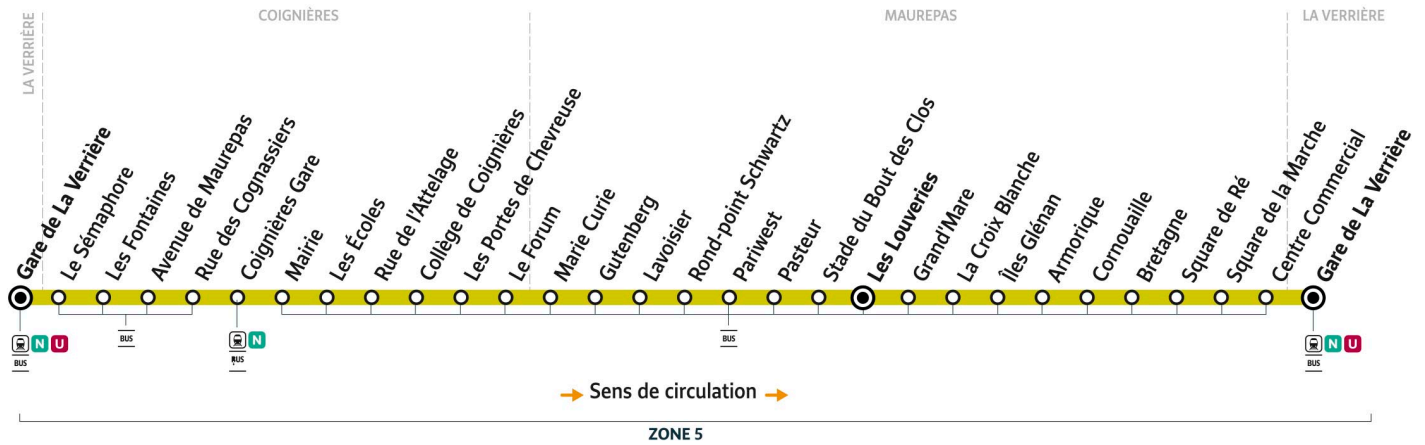 LA VERRIÈRE
COIGNIÈRES
MAUREPAS
LA VERRIÈRE
Gare de La Verrière
Le Sémaphore
Les Fontaines
Avenue de Maurepas
Rue des Cognassiers
Coignières Gare
Mairie
Les Écoles
Rue de l'Attelage
Collège de Coignières
Les Portes de Chevreuse
Le Forum
Marie Curie
Gutenberg
Lavoisier
Rond-point Schwartz
Pariwest
Pasteur
Stade du Bout des Clos
Les Louveries
Grand'Mare
La Croix Blanche
Îles Glénan
Armorique
Cornouaille
Bretagne
Square de Ré
Square de la Marche
Centre Commercial
Gare de La Verrière
N U
BUS
BUS
N
BUS
BUS
N U
BUS
Sens de circulation
ZONE 5